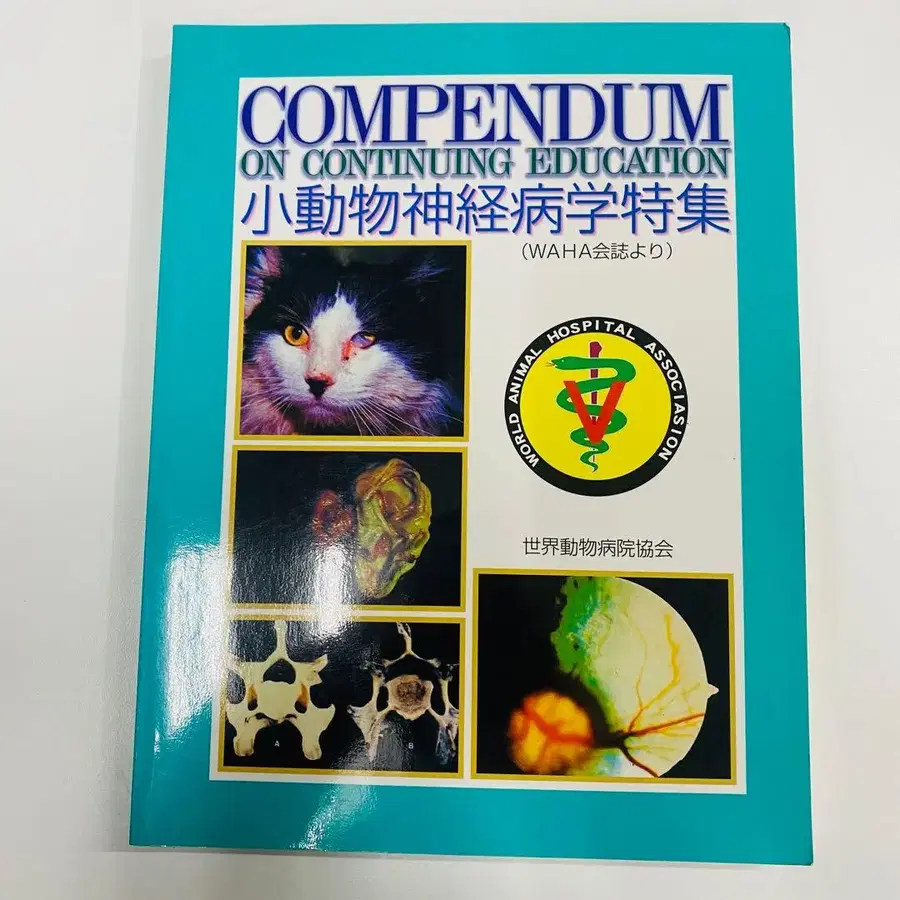 COMPENDUM
ON CONTINUING EDUCATION
小動物神経病学特集
(WAHA会誌より)
WORLD ANIMAL HOSPITAL ASSOCIASION
V
世界動物病院協会
A
B